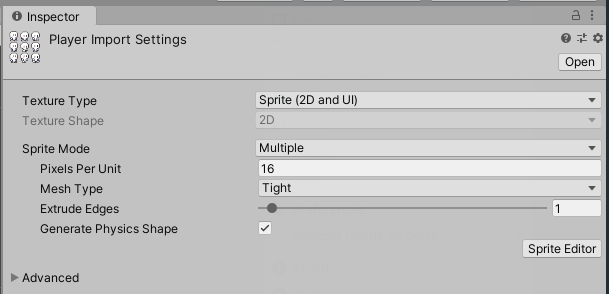 Inspector
Player Import Settings
Open
Texture Type Sprite (2D and UI)
Texture Shape 2D
Sprite Mode Multiple
Pixels Per Unit 16
Mesh Type Tight
Extrude Edges 1
Generate Physics Shape
Sprite Editor
Advanced